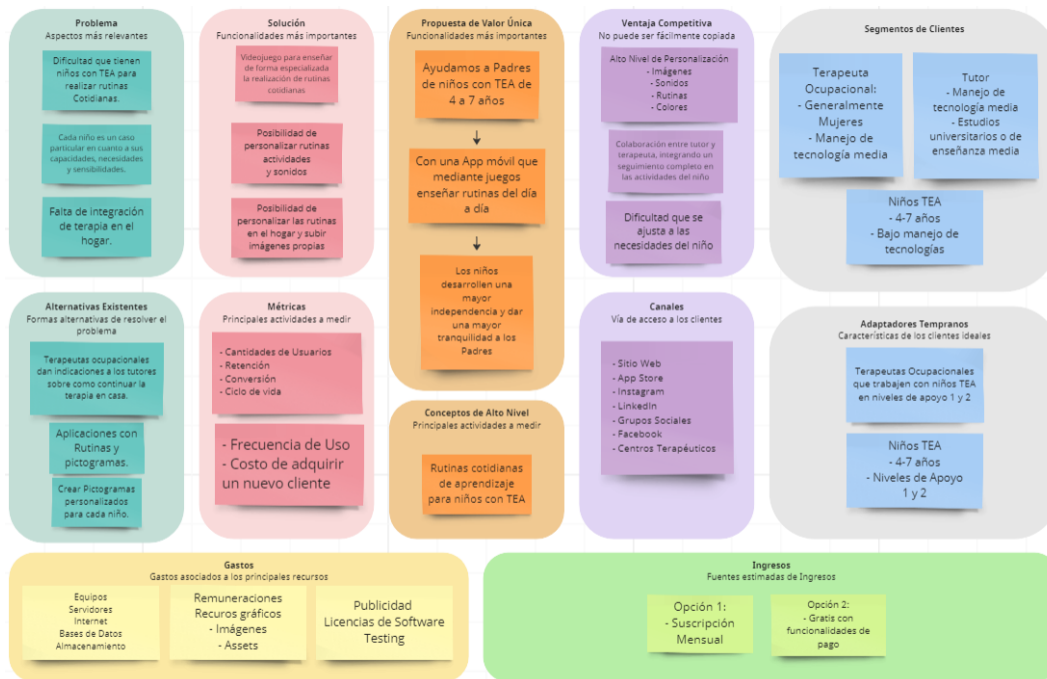 Problema
Aspectos más relevantes
Dificultad que tienen
niños con TEA para
realizar rutinas
Cotidianas.
Cada niño es un caso
particular en cuanto a sus
capacidades, necesidades
y sensibilidades.
Falta de integración
de terapia en el
hogar.
Solución
Funcionalidades más importantes
Videojuego para enseñar
de forma especializada
la realización de rutinas
cotidianas
Posibilidad de
personalizar rutinas
actividades
y sonidos
Posibilidad de
personalizar las rutinas
en el hogar y subir
imágenes propias
Propuesta de Valor Única
Funcionalidades más importantes
Ayudamos a Padres
de niños con TEA de
4 a 7 años
Con una App móvil que
mediante juegos
enseñar rutinas del día
a día
Los niños
desarrollen una
mayor
independencia y dar
una mayor
tranquilidad a los
Padres
Ventaja Competitiva
No puede ser fácilmente copiada
Alto Nivel de Personalización
- Imágenes
- Sonidos
- Rutinas
- Colores
Colaboración entre tutor y
terapeuta, integrando un
seguimiento completo en
las actividades del niño
Dificultad que se
ajusta a las
necesidades del niño
Segmentos de Clientes
Terapeuta
Ocupacional:
- Generalmente
Mujeres
- Manejo de
tecnología media
Tutor
- Manejo de
tecnología media
- Estudios
universitarios o de
enseñanza media
Niños TEA
- 4-7 años
- Bajo manejo de
tecnologías
Alternativas Existentes
Formas alternativas de resolver el
problema
Terapeutas ocupacionales
dan indicaciones a los tutores
sobre como continuar la
terapia en casa.
Aplicaciones con
Rutinas y
pictogramas.
Crear Pictogramas
personalizados
para cada niño.
Métricas
Principales actividades a medir
- Cantidades de Usuarios
- Retención
- Conversión
- Ciclo de vida
- Frecuencia de Uso
- Costo de adquirir
un nuevo cliente
Conceptos de Alto Nivel
Principales actividades a medir
Rutinas cotidianas
de aprendizaje
para niños con TEA
Canales
Vía de acceso a los clientes
- Sitio Web
- App Store
- Instagram
- LinkedIn
- Grupos Sociales
- Facebook
- Centros Terapéuticos
Adaptadores Tempranos
Características de los clientes ideales
Terapeutas Ocupacionales
que trabajen con niños TEA
en niveles de apoyo 1 y 2
Niños TEA
- 4-7 años
- Niveles de Apoyo
1 y 2
Gastos
Gastos asociados a los principales recursos
Equipos
Servidores
Internet
Bases de Datos
Almacenamiento
Remuneraciones
Recuros gráficos
- Imágenes
- Assets
Publicidad
Licencias de Software
Testing
Ingresos
Fuentes estimadas de Ingresos
Opción 1:
- Suscripción
Mensual
Opción 2:
- Gratis con
funcionalidades de
pago